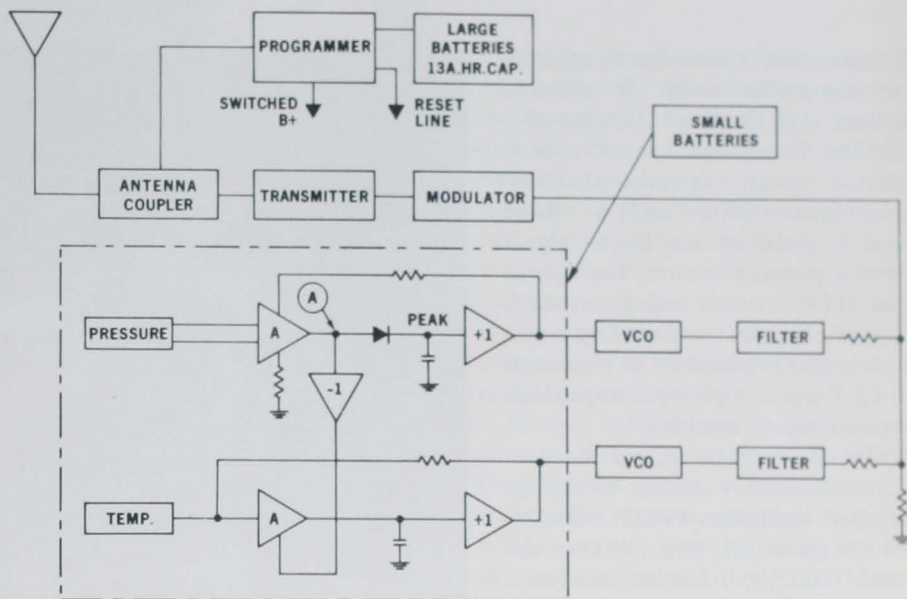 PROGRAMMER
LARGE
BATTERIES
13A.HR.CAP.
SWITCHED
B+
RESET
LINE
SMALL
BATTERIES
ANTENNA
COUPLER
TRANSMITTER
MODULATOR
A
PEAK
PRESSURE
A
+1
VCO
FILTER
-1
VCO
FILTER
TEMP.
A
+1